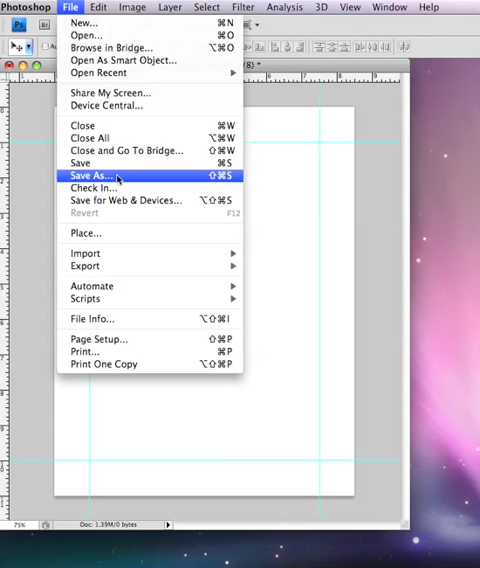 Photoshop File Edit Image Layer Select Filter Analysis 3D View Window Help
Ps Br
8) *
New... ⌘N
Open... ⌘O
Browse in Bridge... ⌥⌘O
Open As Smart Object...
Open Recent
Share My Screen...
Device Central...
Close ⌘W
Close All ⌥⌘W
Close and Go To Bridge... ⇧⌘W
Save ⌘S
Save As... ⇧⌘S
Check In...
Save for Web & Devices... ⌥⇧⌘S
Revert F12
Place...
Import
Export
Automate
Scripts
File Info... ⌥⇧⌘I
Page Setup... ⇧⌘P
Print... ⌘P
Print One Copy ⌥⇧⌘P
75% Doc: 1.39M/0 bytes